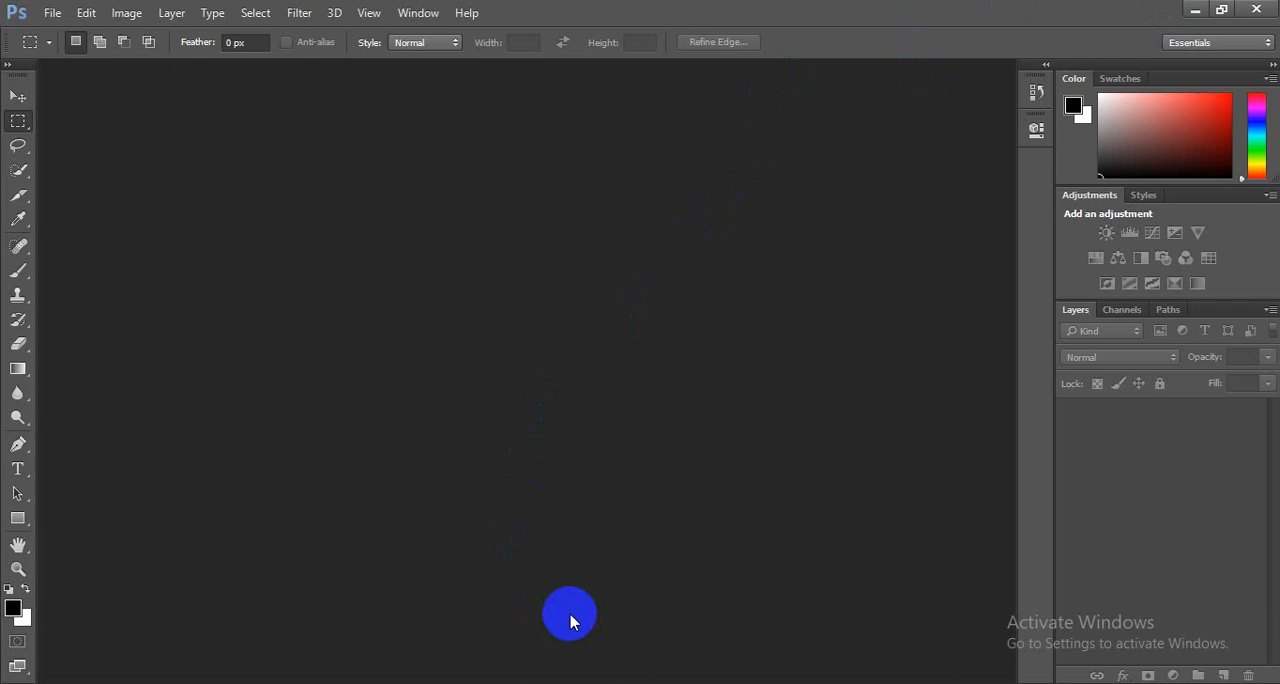 Ps File Edit Image Layer Type Select Filter 3D View Window Help
Feather: 0 px Anti-alias Style: Normal Width: Height: Refine Edge... Essentials
Color Swatches
Adjustments Styles
Add an adjustment
Layers Channels Paths
Kind T
Normal Opacity:
Lock: Fill:
T
Activate Windows
Go to Settings to activate Windows.
fx